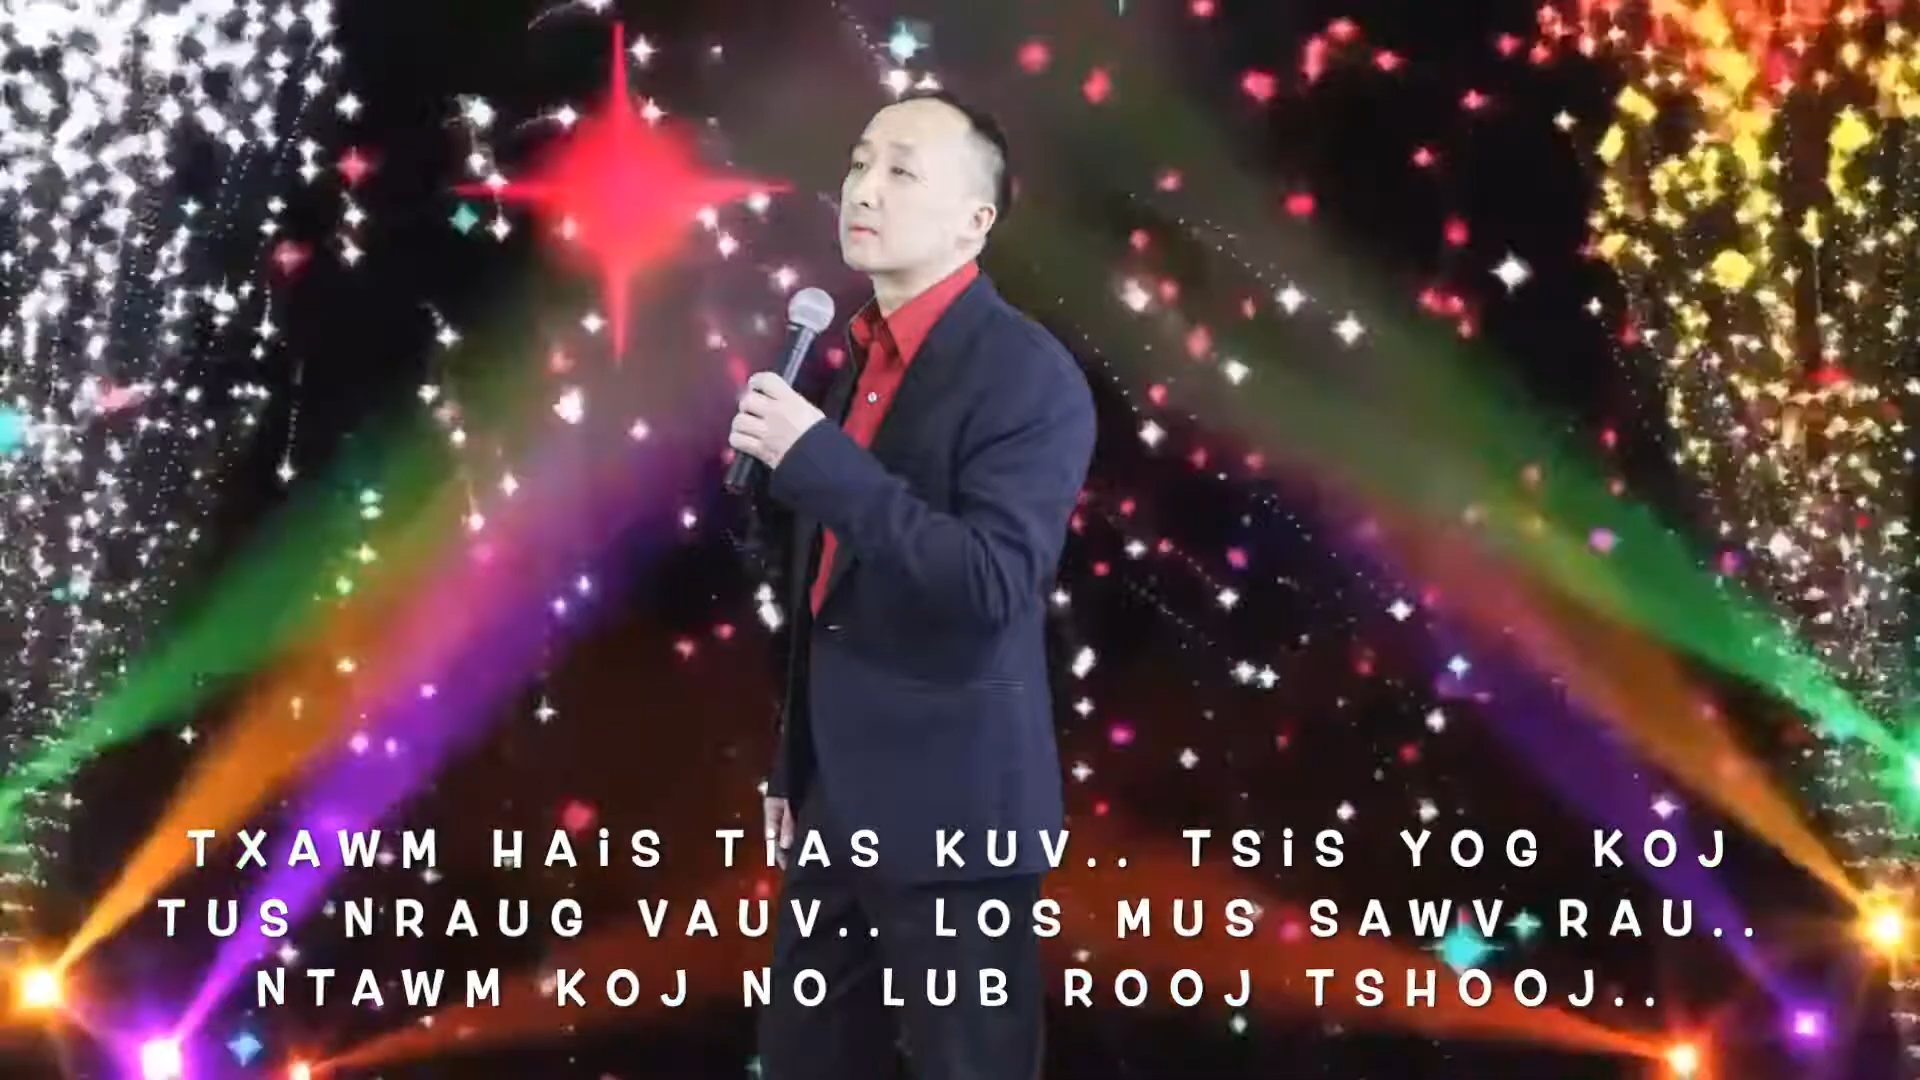 TXAWM HAiS TiAS KUV.. TSiS YOG KOJ
TUS NRAUG VAUV.. LOS MUS SAWV RAU..
NTAWM KOJ NO LUB ROOJ TSHOOJ..